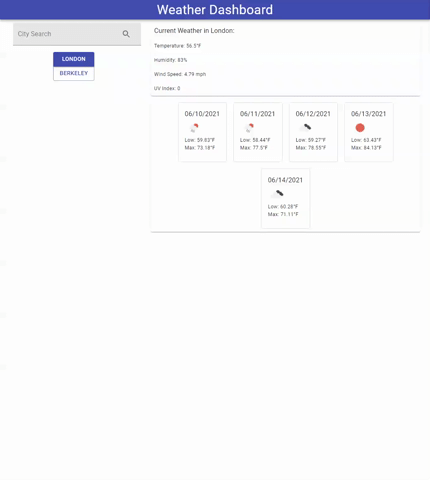 Weather Dashboard
City Search
LONDON
BERKELEY
Current Weather in London:
Temperature: 56.5°F
Humidity: 83%
Wind Speed: 4.79 mph
UV Index: 0
06/10/2021
Low: 59.63°F
Max: 73.18°F
06/11/2021
Low: 56.44°F
Max: 77.5°F
06/12/2021
Low: 59.27°F
Max: 78.55°F
06/13/2021
Low: 63.43°F
Max: 84.13°F
06/14/2021
Low: 60.28°F
Max: 71.11°F